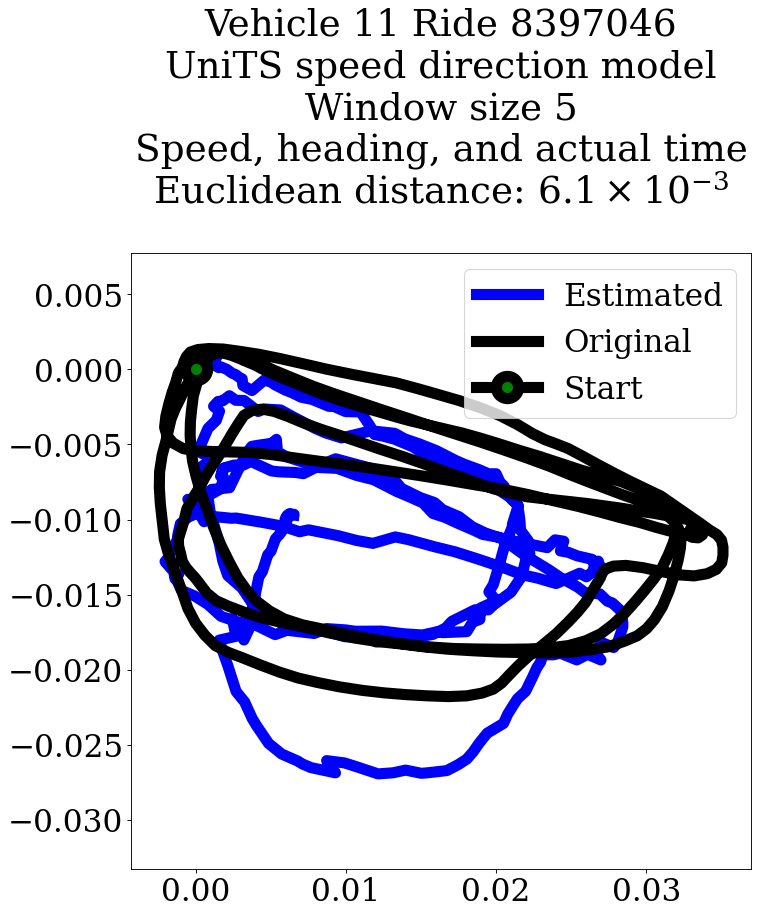 Vehicle 11 Ride 8397046
UniTS speed direction model
Window size 5
Speed, heading, and actual time
Euclidean distance: 6.1 × 10⁻³
Estimated
Original
Start
0.005
0.000
−0.005
−0.010
−0.015
−0.020
−0.025
−0.030
0.00 0.01 0.02 0.03